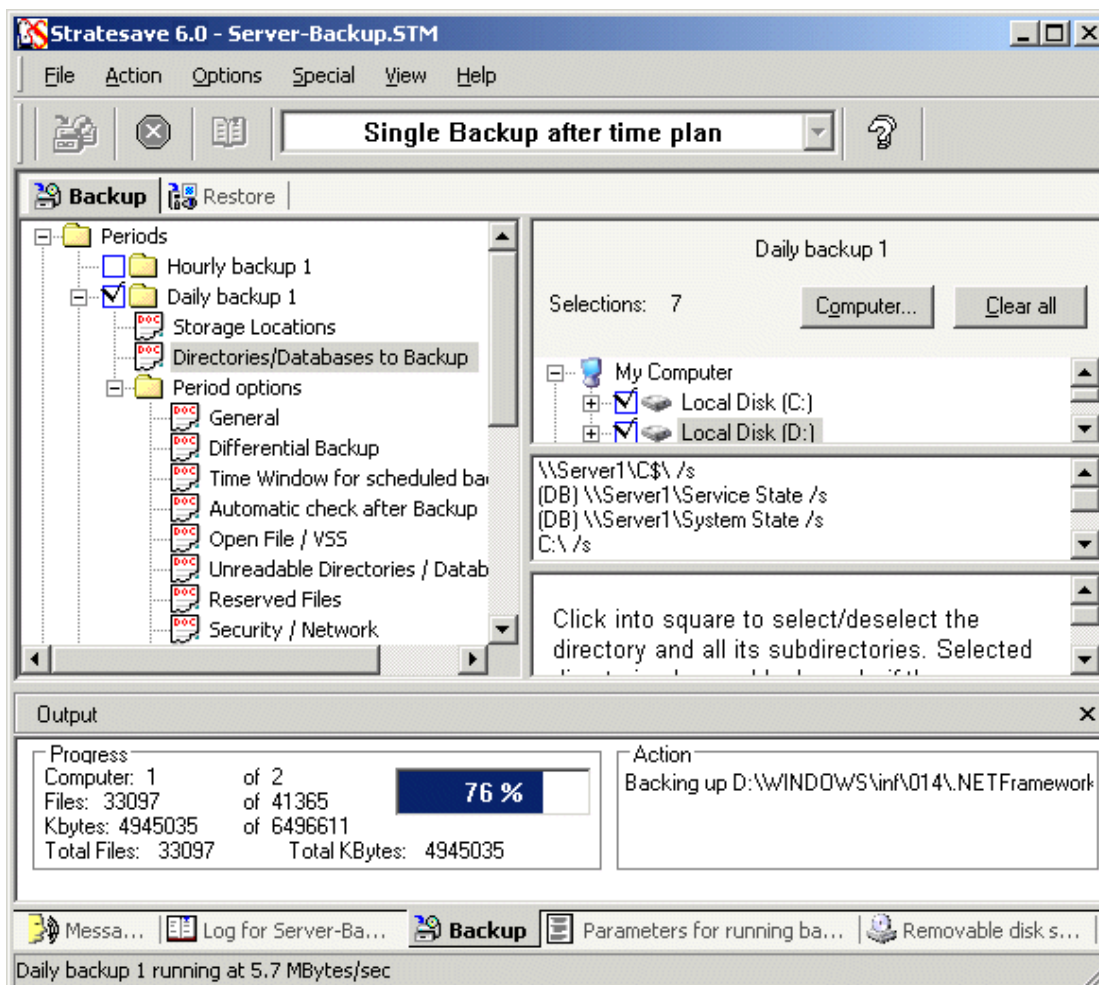 Stratesave 6.0 - Server-Backup.STM
File Action Options Special View Help
Single Backup after time plan
Backup Restore
Periods
Hourly backup 1
Daily backup 1
Storage Locations
Directories/Databases to Backup
Period options
General
Differential Backup
Time Window for scheduled ba
Automatic check after Backup
Open File / VSS
Unreadable Directories / Datab
Reserved Files
Security / Network
Daily backup 1
Selections: 7 Computer... Clear all
My Computer
Local Disk (C:)
Local Disk (D:)
\\Server1\C$\ /s
(DB) \\Server1\Service State /s
(DB) \\Server1\System State /s
C:\ /s
Click into square to select/deselect the
directory and all its subdirectories. Selected
Output
Progress
Computer: 1 of 2
Files: 33097 of 41365
Kbytes: 4945035 of 6496611
Total Files: 33097 Total KBytes: 4945035
76 %
Action
Backing up D:\WINDOWS\inf\014\.NETFramework
Messa... Log for Server-Ba... Backup Parameters for running ba... Removable disk s...
Daily backup 1 running at 5.7 MBytes/sec